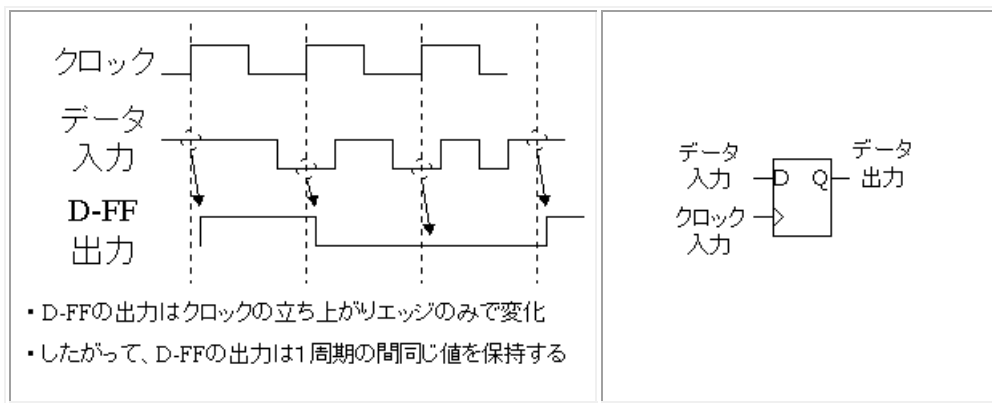 クロック
データ
入力
D-FF
出力
・D-FFの出力はクロックの立ち上がりエッジのみで変化
・したがって、D-FFの出力は1周期の間同じ値を保持する
データ
入力
クロック
入力
D Q
データ
出力